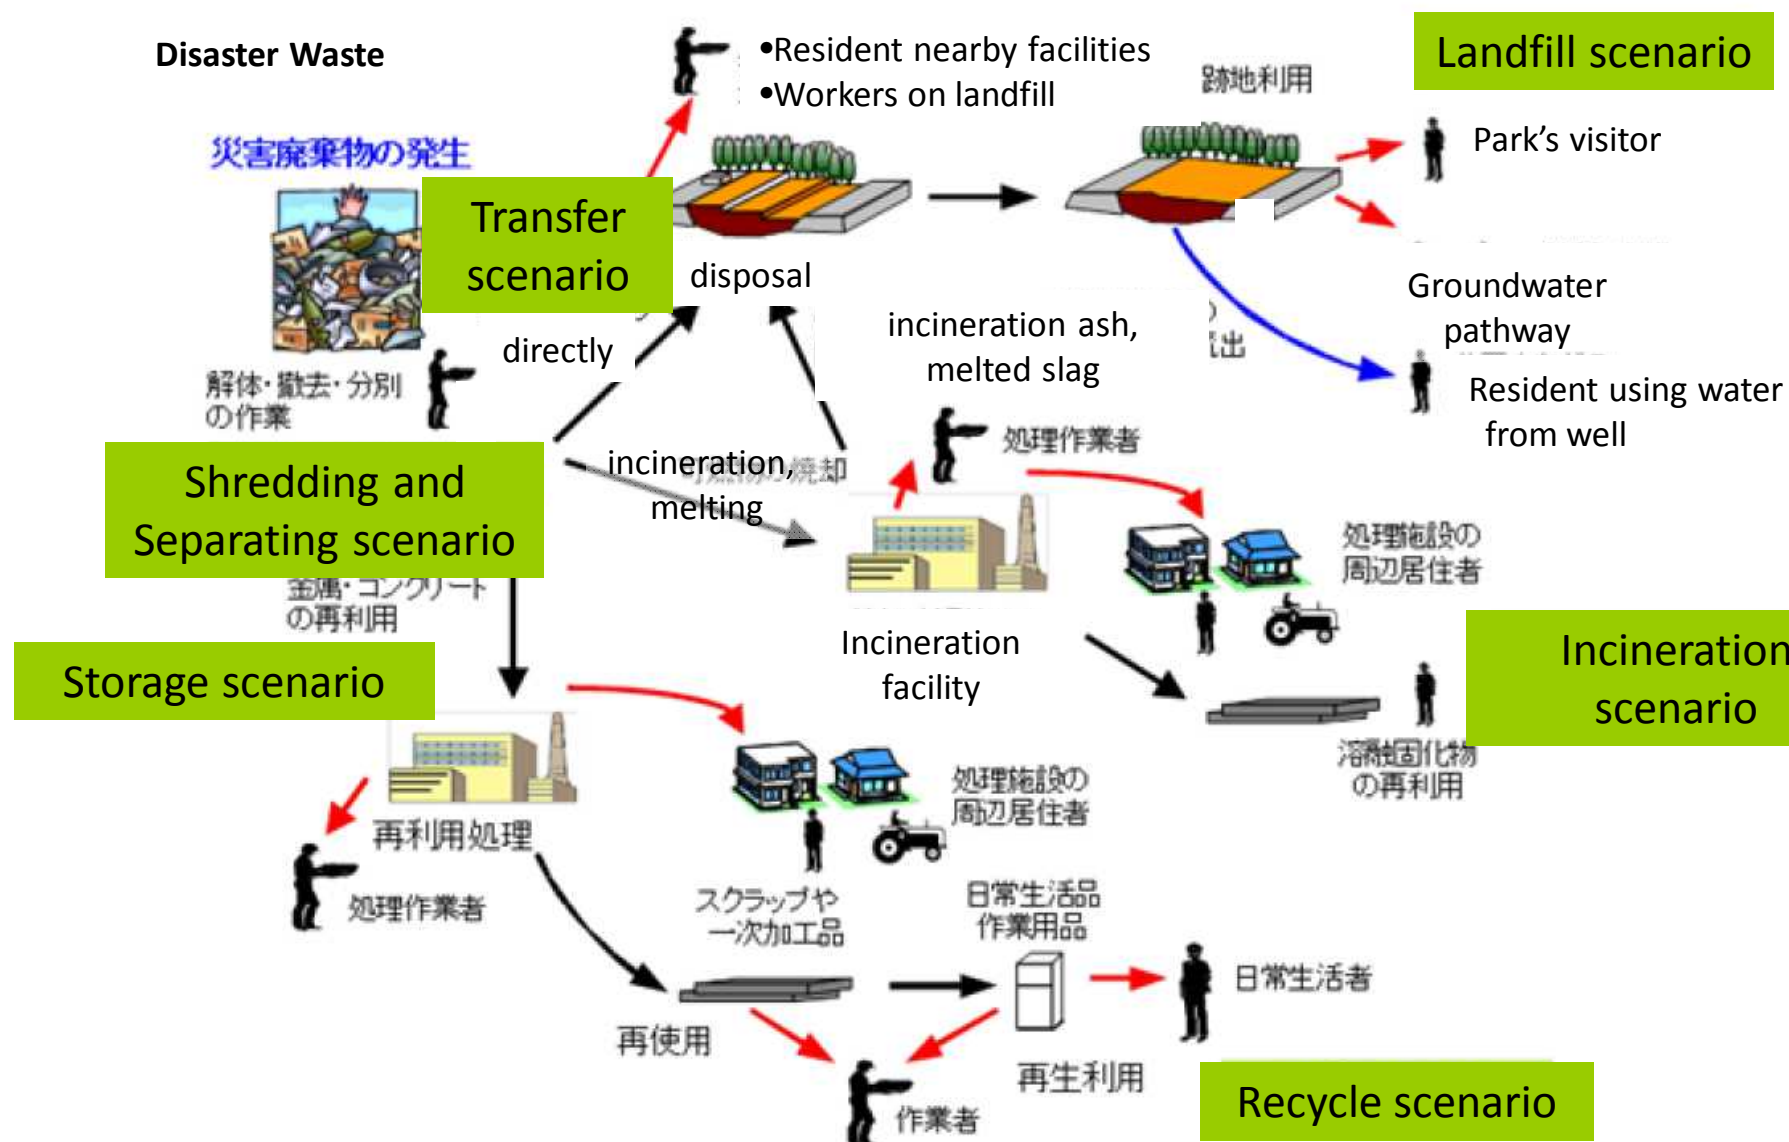 Disaster Waste
•Resident nearby facilities
•Workers on landfill
Landfill scenario
跡地利用
Park's visitor
災害廃棄物の発生
Transfer
scenario
disposal
directly
Groundwater
pathway
incineration ash,
melted slag
流出
Resident using water
from well
解体・撤去・分別
の作業
処理作業者
Shredding and
Separating scenario
incineration,
melting
焼却
処理施設の
周辺居住者
金属・コンクリート
の再利用
Incineration
facility
Incineration
scenario
Storage scenario
溶融固化物
の再利用
処理施設の
周辺居住者
再利用処理
処理作業者
スクラップや
一次加工品
日常生活品
作業用品
日常生活者
再使用
再生利用
作業者
Recycle scenario